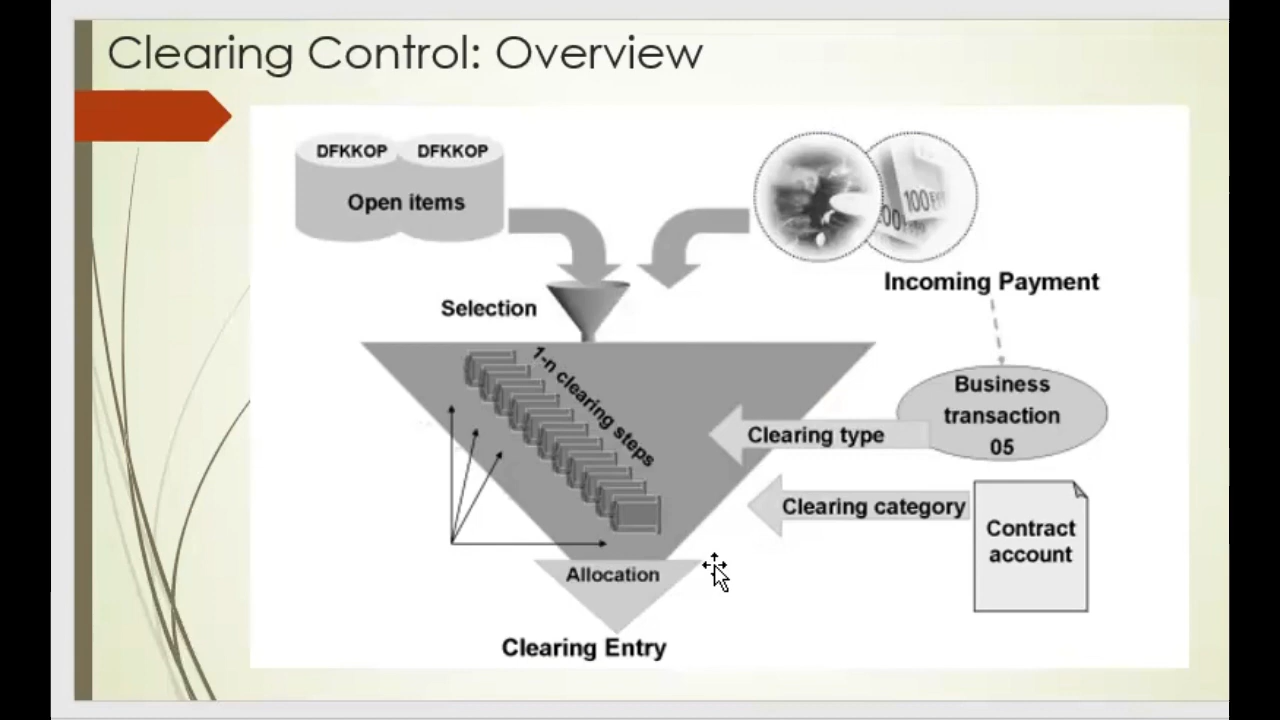 Clearing Control: Overview
DFKKOP DFKKOP
Open items
Incoming Payment
Selection
1-n clearing steps
Business
transaction
05
Clearing type
Clearing category
Contract
account
Allocation
Clearing Entry
100